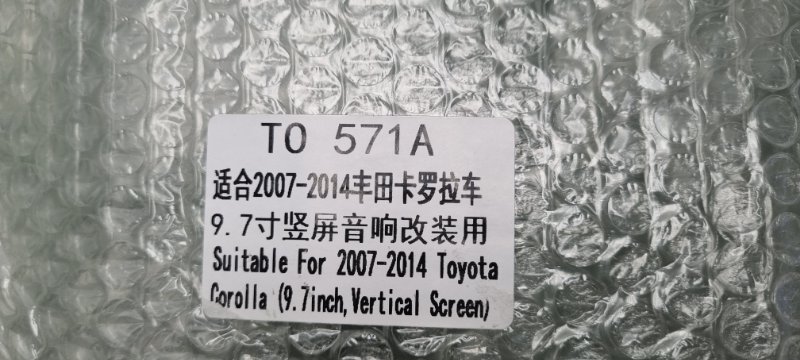 TO 571A
适合2007-2014丰田卡罗拉车
9.7寸竖屏音响改装用
Suitable For 2007-2014 Toyota
Corolla (9.7inch,Vertical Screen)